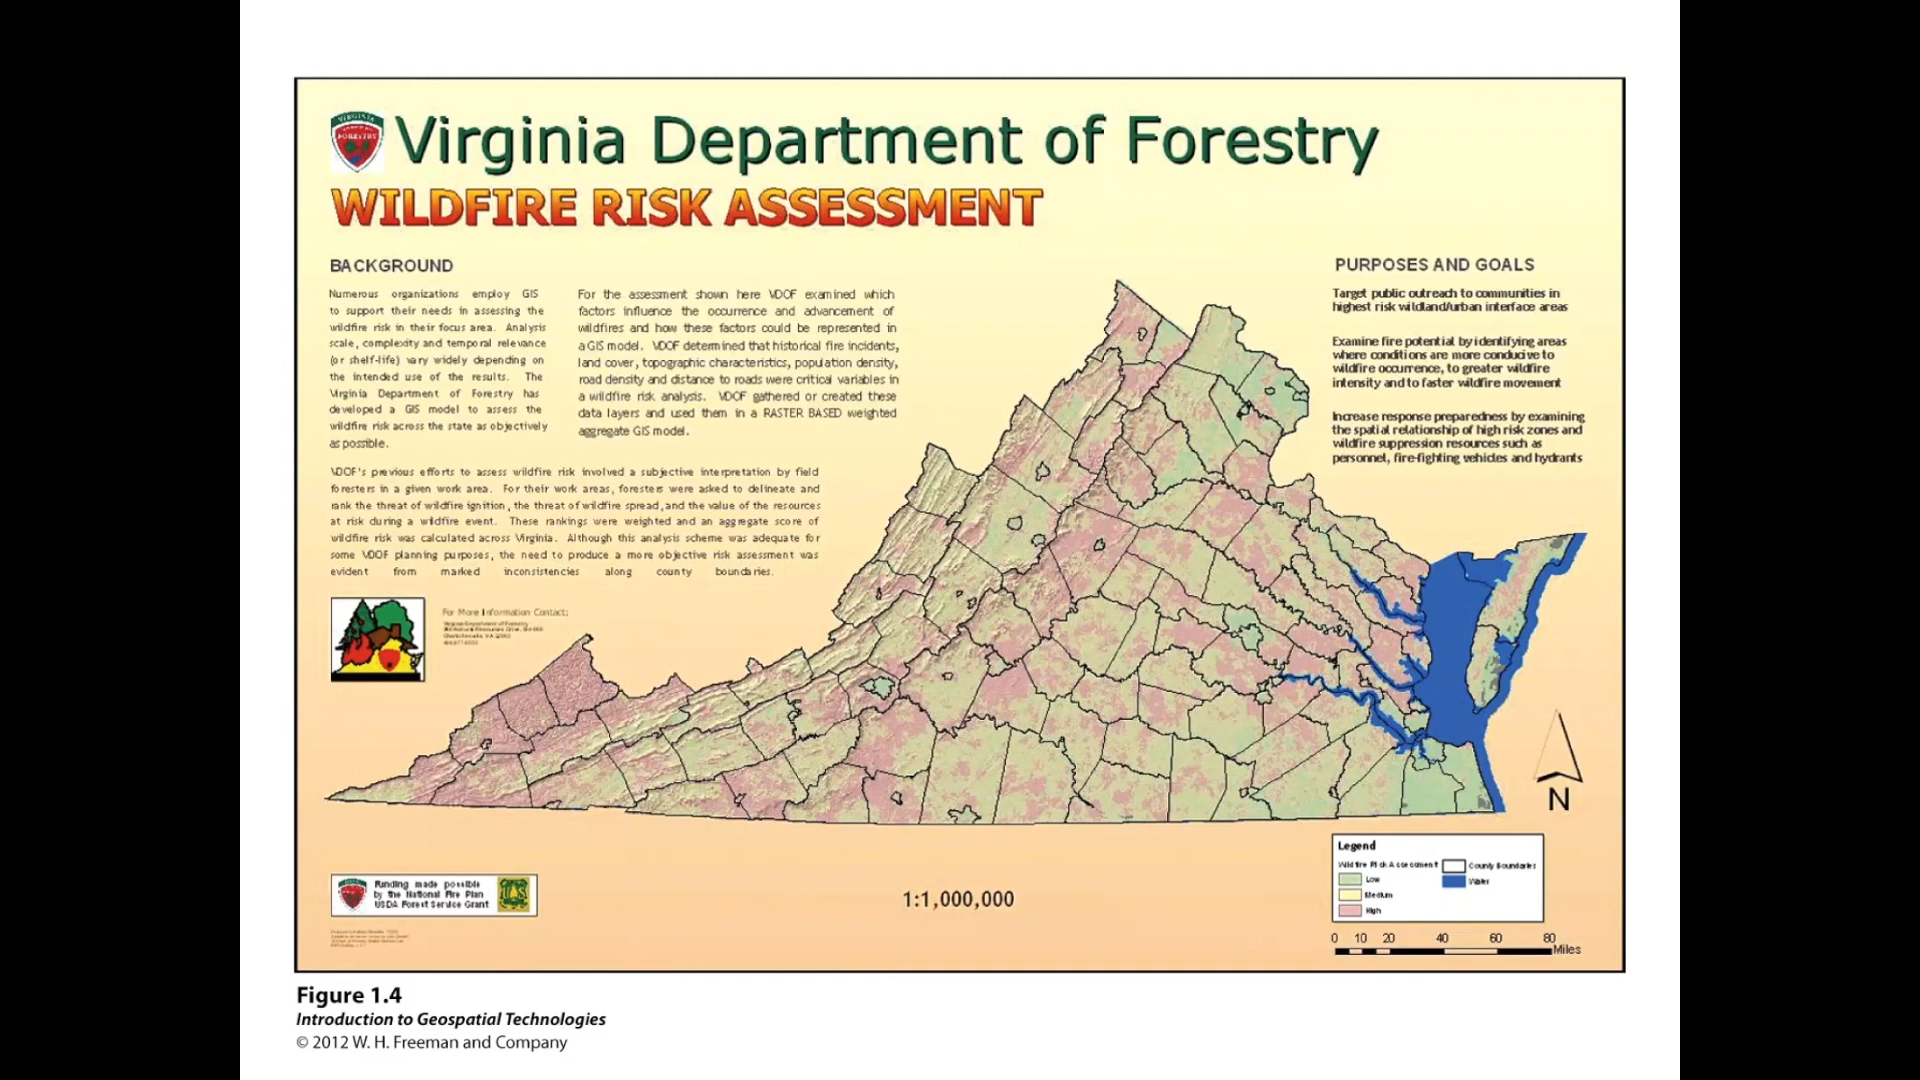 Virginia Department of Forestry
WILDFIRE RISK ASSESSMENT
BACKGROUND
Numerous organizations employ GIS
to support their needs in assessing the
wildfire risk in their focus area. Analysis
scale, complexity and temporal relevance
(or shelf-life) vary widely depending on
the intended use of the results. The
Virginia Department of Forestry has
developed a GIS model to assess the
wildfire risk across the state as objectively
as possible.
For the assessment shown here VDOF examined which
factors influence the occurrence and advancement of
wildfires and how these factors could be represented in
a GIS model. VDOF determined that historical fire incidents,
land cover, topographic characteristics, population density,
road density and distance to roads were critical variables in
a wildfire risk analysis. VDOF gathered or created these
data layers and used them in a RASTER BASED weighted
aggregate GIS model.
VDOF's previous efforts to assess wildfire risk involved a subjective interpretation by field
foresters in a given work area. For their work areas, foresters were asked to delineate and
rank the threat of wildfire ignition, the threat of wildfire spread, and the value of the resources
at risk during a wildfire event. These rankings were weighted and an aggregate score of
wildfire risk was calculated across Virginia. Although this analysis scheme was adequate for
some VDOF planning purposes, the need to produce a more objective risk assessment was
evident from marked inconsistencies along county boundaries.
For More Information Contact:
Virginia Department of Forestry
PURPOSES AND GOALS
Target public outreach to communities in
highest risk wildland/urban interface areas
Examine fire potential by identifying areas
where conditions are more conducive to
wildfire occurrence, to greater wildfire
intensity and to faster wildfire movement
Increase response preparedness by examining
the spatial relationship of high risk zones and
wildfire suppression resources such as
personnel, fire-fighting vehicles and hydrants
N
Legend
Wildfire Risk Assessment
Low
Medium
High
County Boundaries
Water
0 10 20 40 60 80
Miles
Funding made possible
by the National Fire Plan
USDA Forest Service Grant
1:1,000,000
Figure 1.4
Introduction to Geospatial Technologies
© 2012 W. H. Freeman and Company